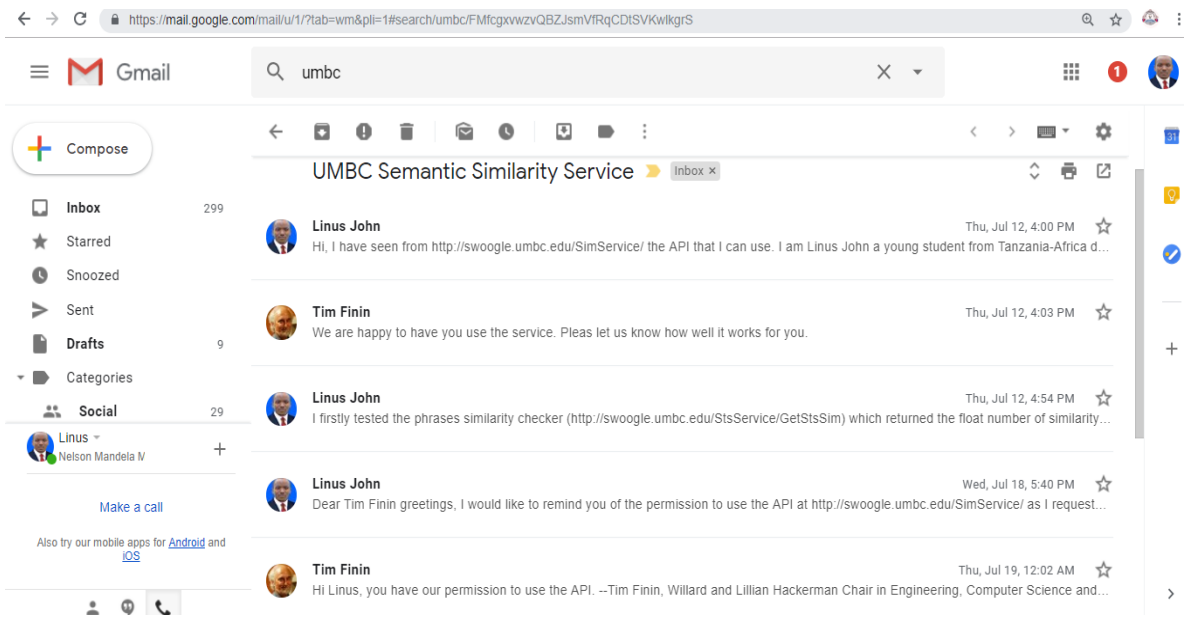 https://mail.google.com/mail/u/1/?tab=wm&pli=1#search/umbc/FMfcgxvwzvQBZJsmVfRqCDtSVKwlkgrS
Gmail
umbc
1
31
Compose
UMBC Semantic Similarity Service
Inbox ×
Inbox 299
Starred
Snoozed
Sent
Drafts 9
Categories
Social 29
Linus
Nelson Mandela M
Make a call
Also try our mobile apps for Android and
iOS
Linus John Thu, Jul 12, 4:00 PM
Hi, I have seen from http://swoogle.umbc.edu/SimService/ the API that I can use. I am Linus John a young student from Tanzania-Africa d...
Tim Finin Thu, Jul 12, 4:03 PM
We are happy to have you use the service. Pleas let us know how well it works for you.
Linus John Thu, Jul 12, 4:54 PM
I firstly tested the phrases similarity checker (http://swoogle.umbc.edu/StsService/GetStsSim) which returned the float number of similarity...
Linus John Wed, Jul 18, 5:40 PM
Dear Tim Finin greetings, I would like to remind you of the permission to use the API at http://swoogle.umbc.edu/SimService/ as I request...
Tim Finin Thu, Jul 19, 12:02 AM
Hi Linus, you have our permission to use the API. --Tim Finin, Willard and Lillian Hackerman Chair in Engineering, Computer Science and...